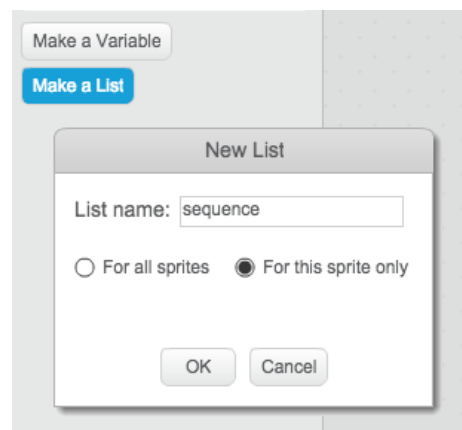 Make a Variable
Make a List
New List
List name: sequence
For all sprites For this sprite only
OK Cancel